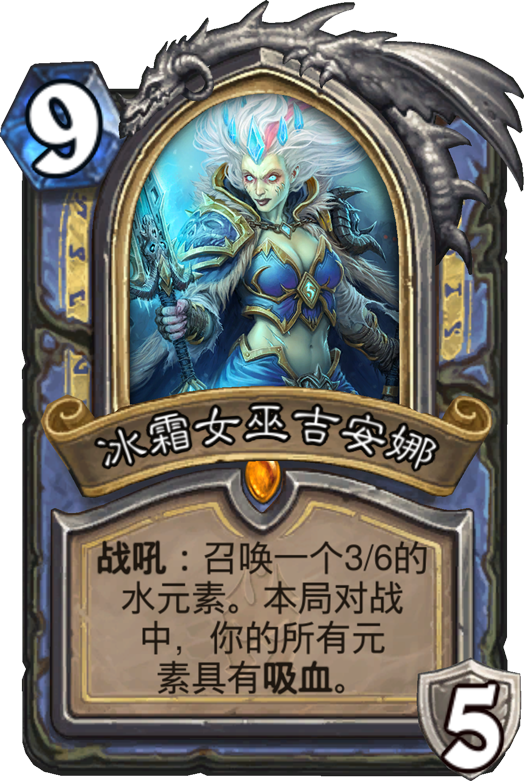 9
冰霜女巫吉安娜
战吼：召唤一个3/6的
水元素。本局对战
中，你的所有元
素具有吸血。
5